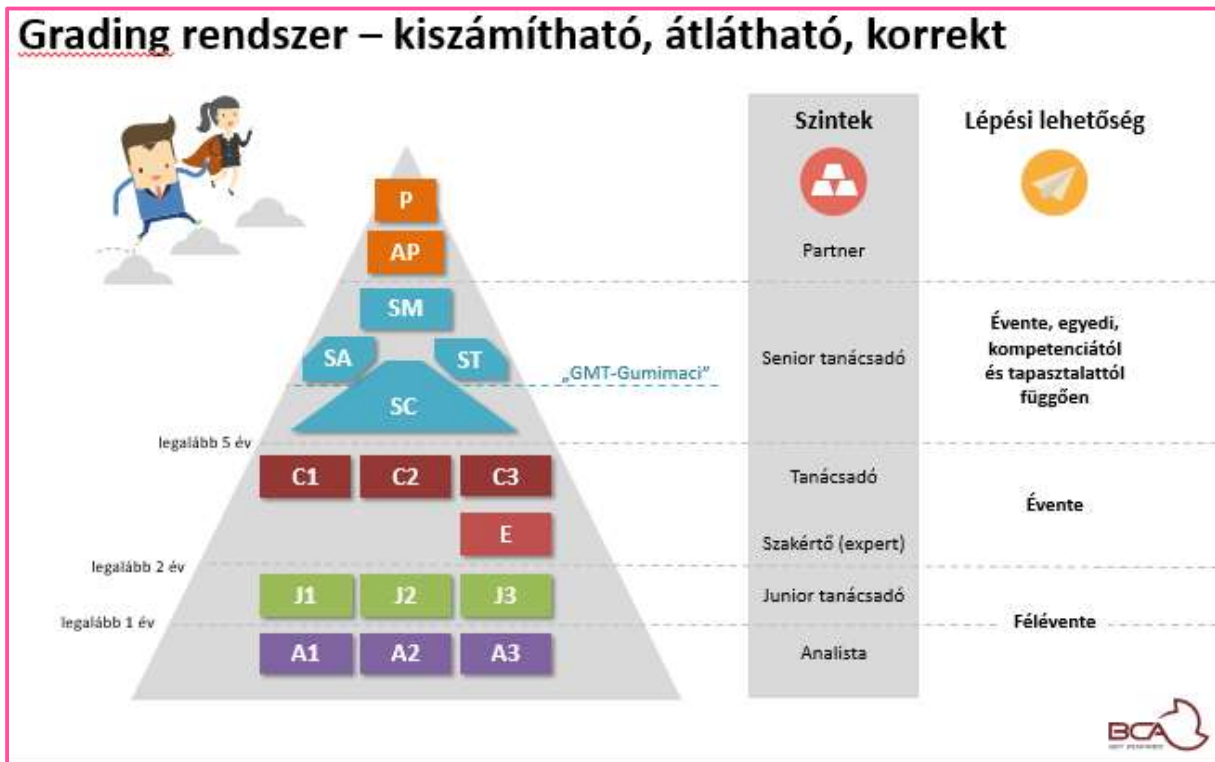 Grading rendszer – kiszámítható, átlátható, korrekt
Szintek
Lépési lehetőség
P
AP
Partner
SM
SA
ST
„GMT-Gumimaci”
SC
Senior tanácsadó
Évente, egyedi,
kompetenciától
és tapasztalattól
függően
legalább 5 év
C1
C2
C3
Tanácsadó
E
Szakértő (expert)
Évente
legalább 2 év
J1
J2
J3
Junior tanácsadó
legalább 1 év
Félévente
A1
A2
A3
Analista
BCA